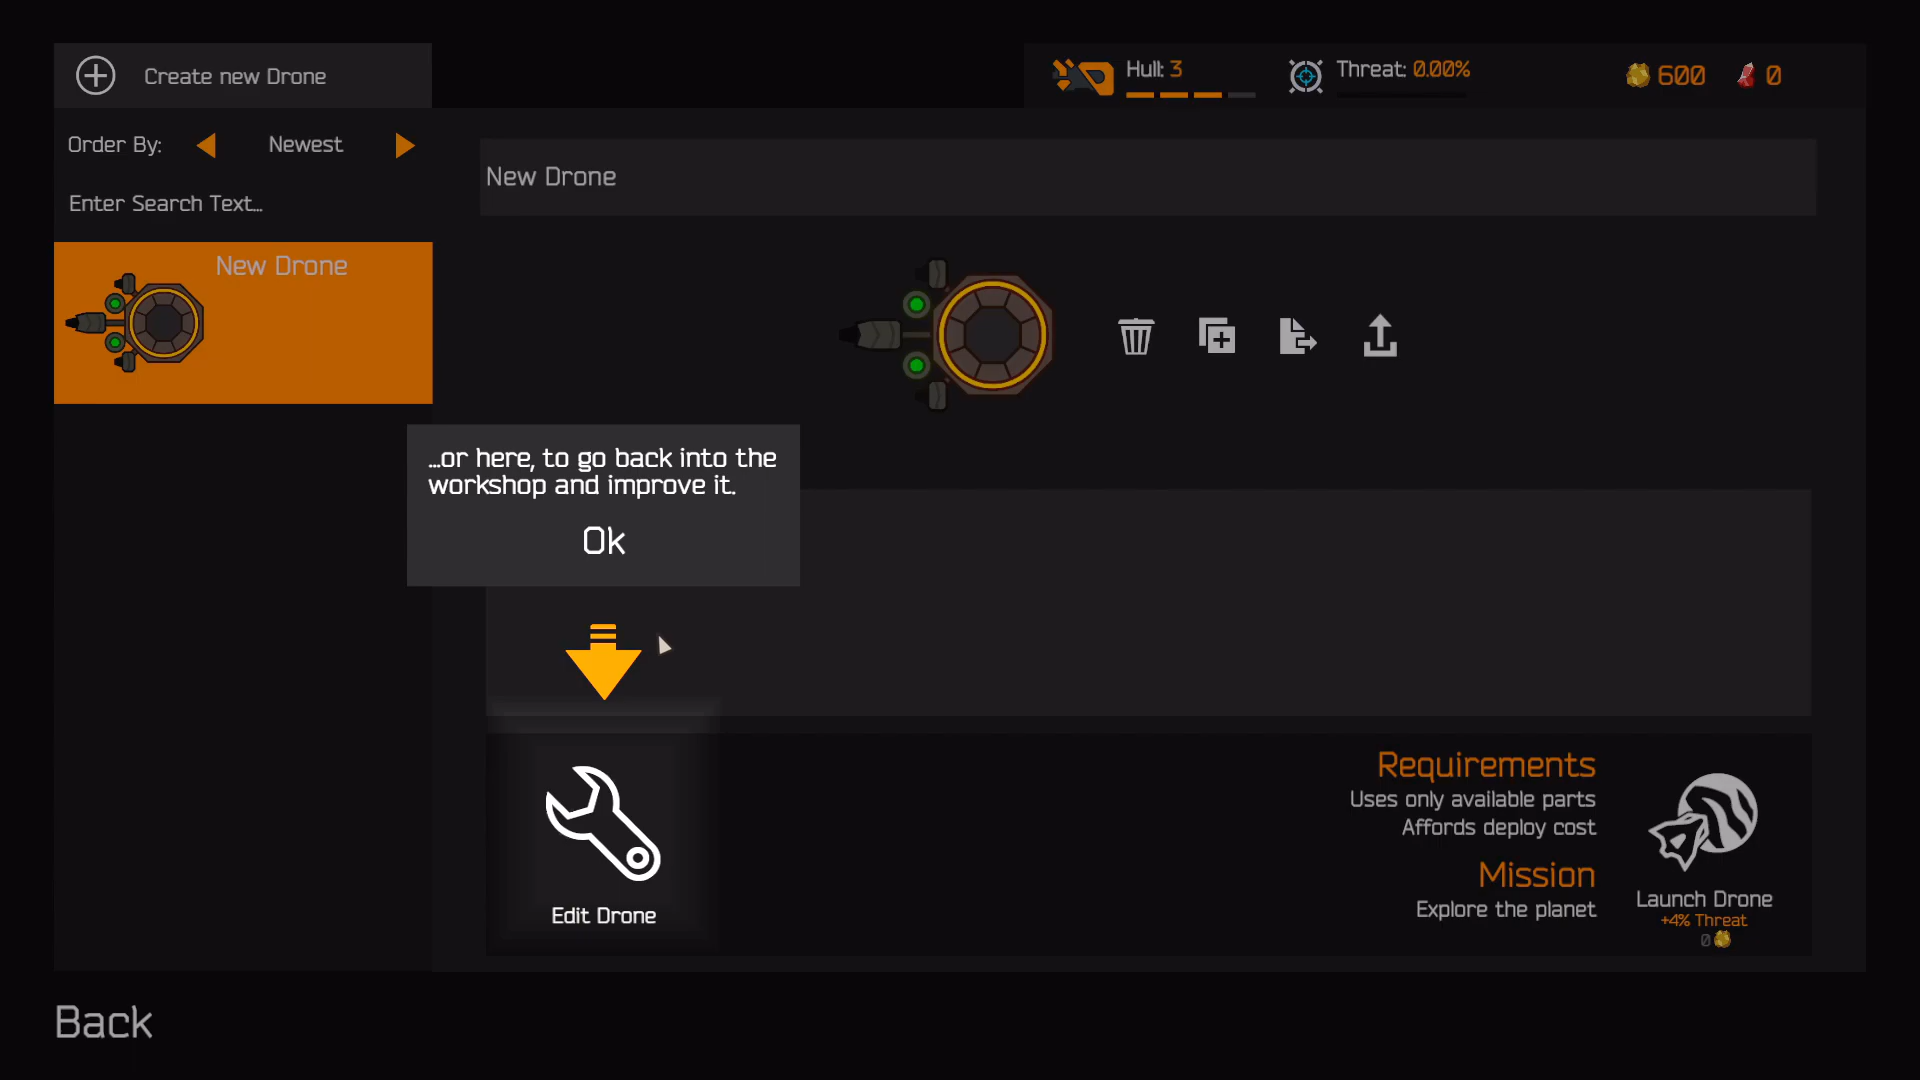 Create new Drone
Hull: 3
Threat: 0.00%
600
0
Order By:
Newest
Enter Search Text...
New Drone
New Drone
...or here, to go back into the
workshop and improve it.
Ok
Edit Drone
Requirements
Uses only available parts
Affords deploy cost
Mission
Explore the planet
Launch Drone
+4% Threat
0
Back